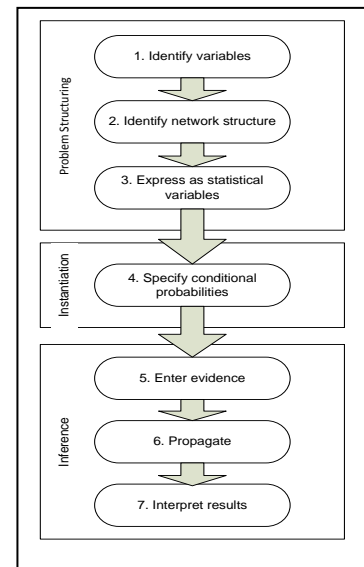 Problem Structuring
1. Identify variables
2. Identify network structure
3. Express as statistical
variables
Instantiation
4. Specify conditional
probabilities
Inference
5. Enter evidence
6. Propagate
7. Interpret results